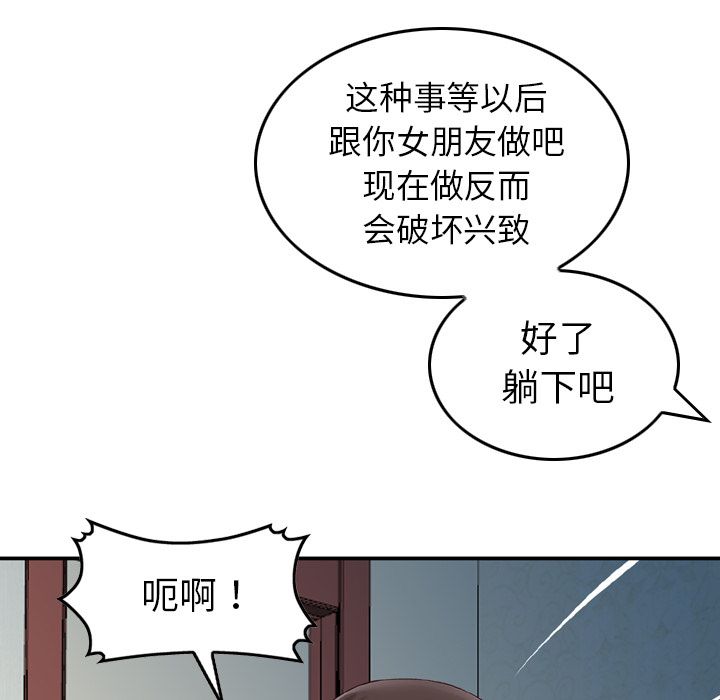 这种事等以后
跟你女朋友做吧
现在做反而
会破坏兴致
好了
躺下吧
呃啊！